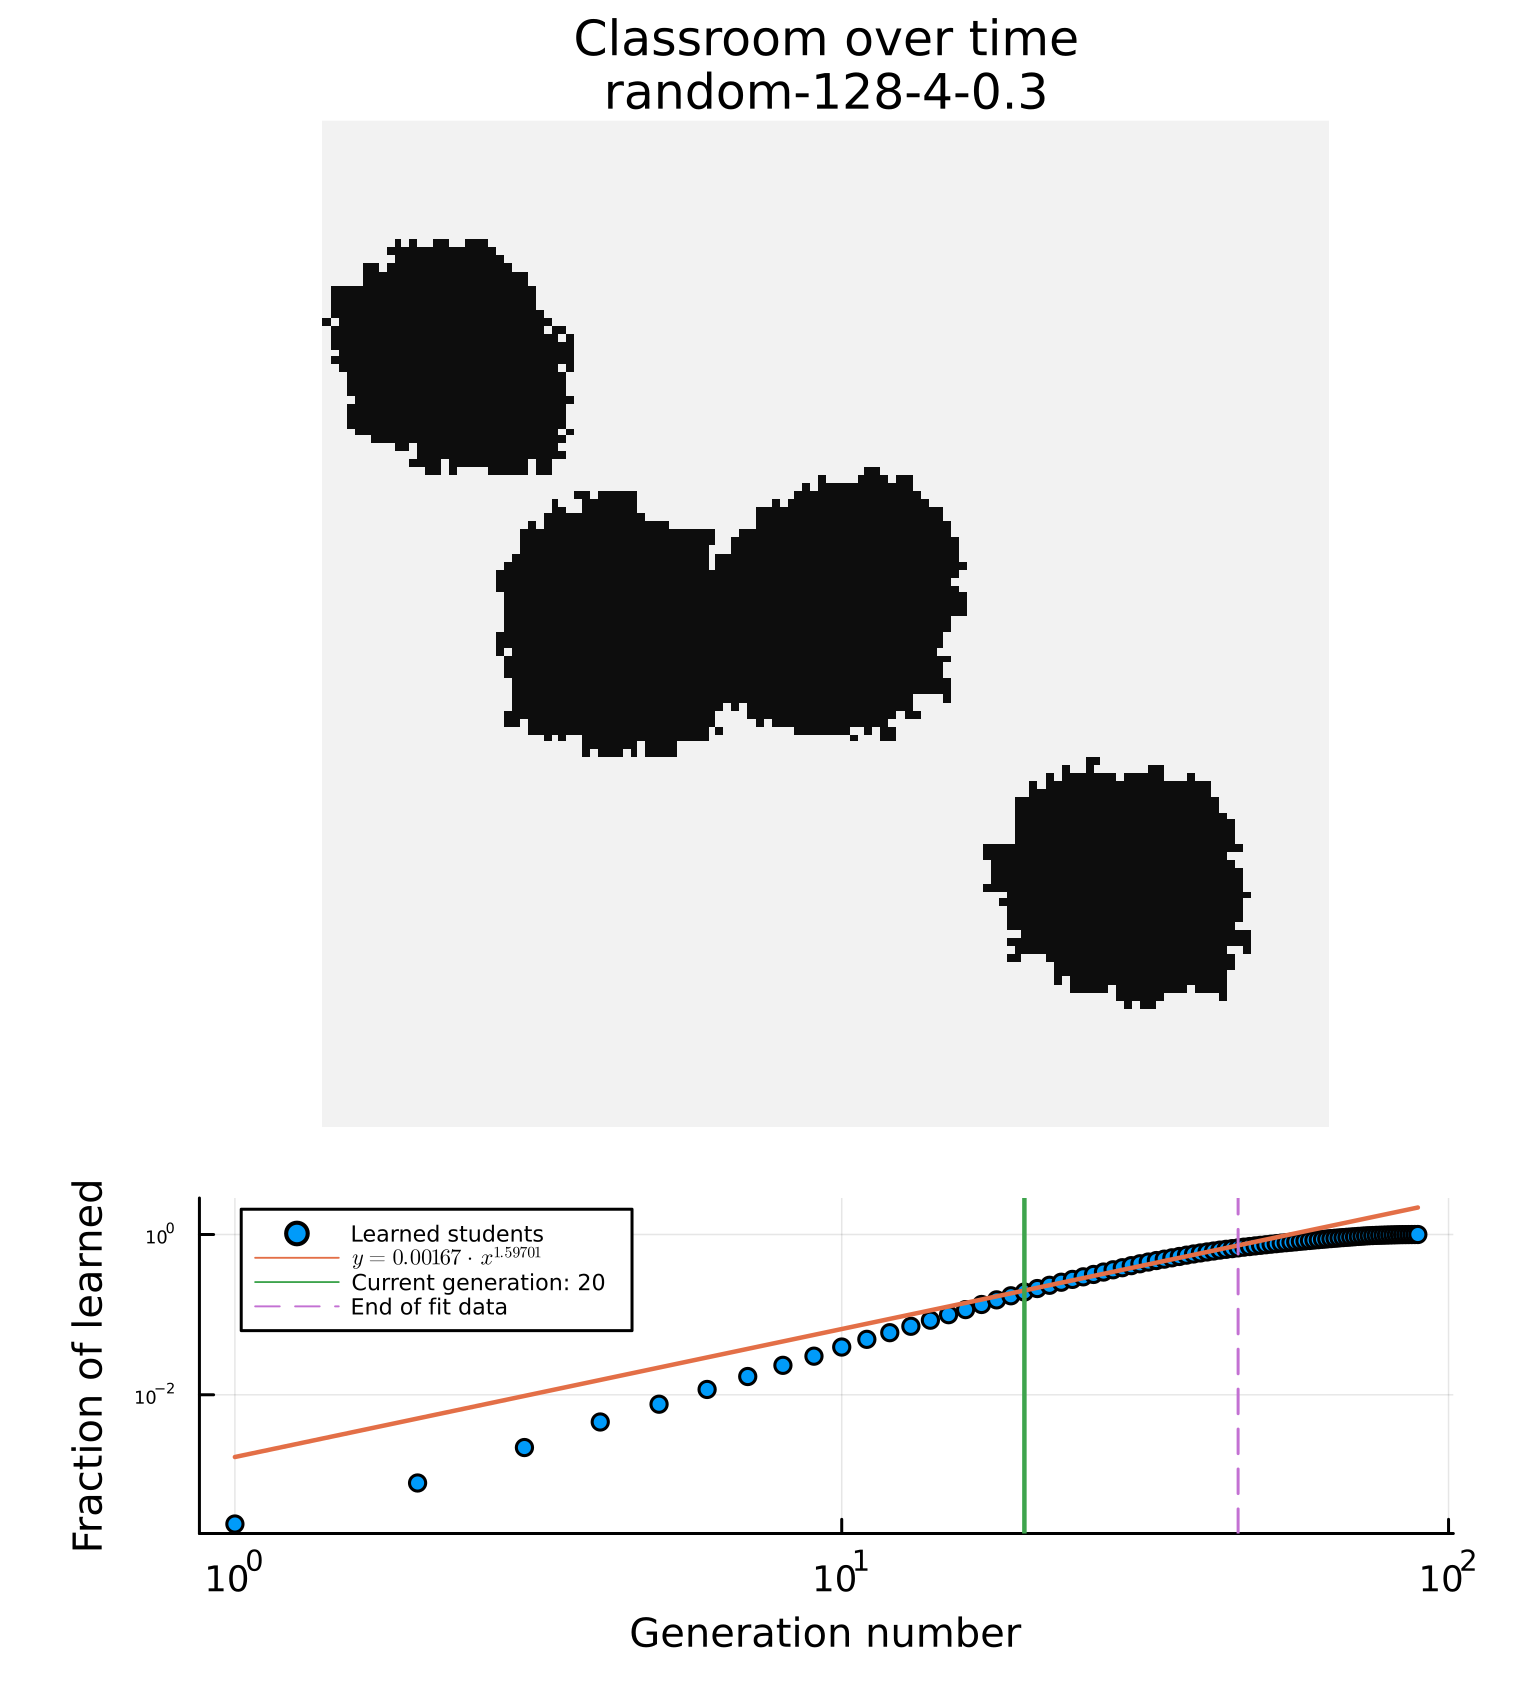 Classroom over time
random-128-4-0.3
Fraction of learned
10^0
10^-2
Learned students
y = 0.00167 · x^1.59701
Current generation: 20
End of fit data
10^0 10^1 10^2
Generation number